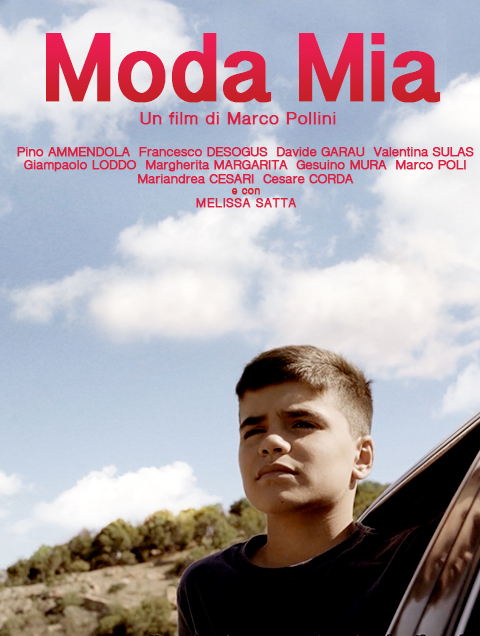 Moda Mia
Un film di Marco Pollini
Pino AMMENDOLA Francesco DESOGUS Davide GARAU Valentina SULAS
Giampaolo LODDO Margherita MARGARITA Gesuino MURA Marco POLI
Mariandrea CESARI Cesare CORDA
e con
MELISSA SATTA